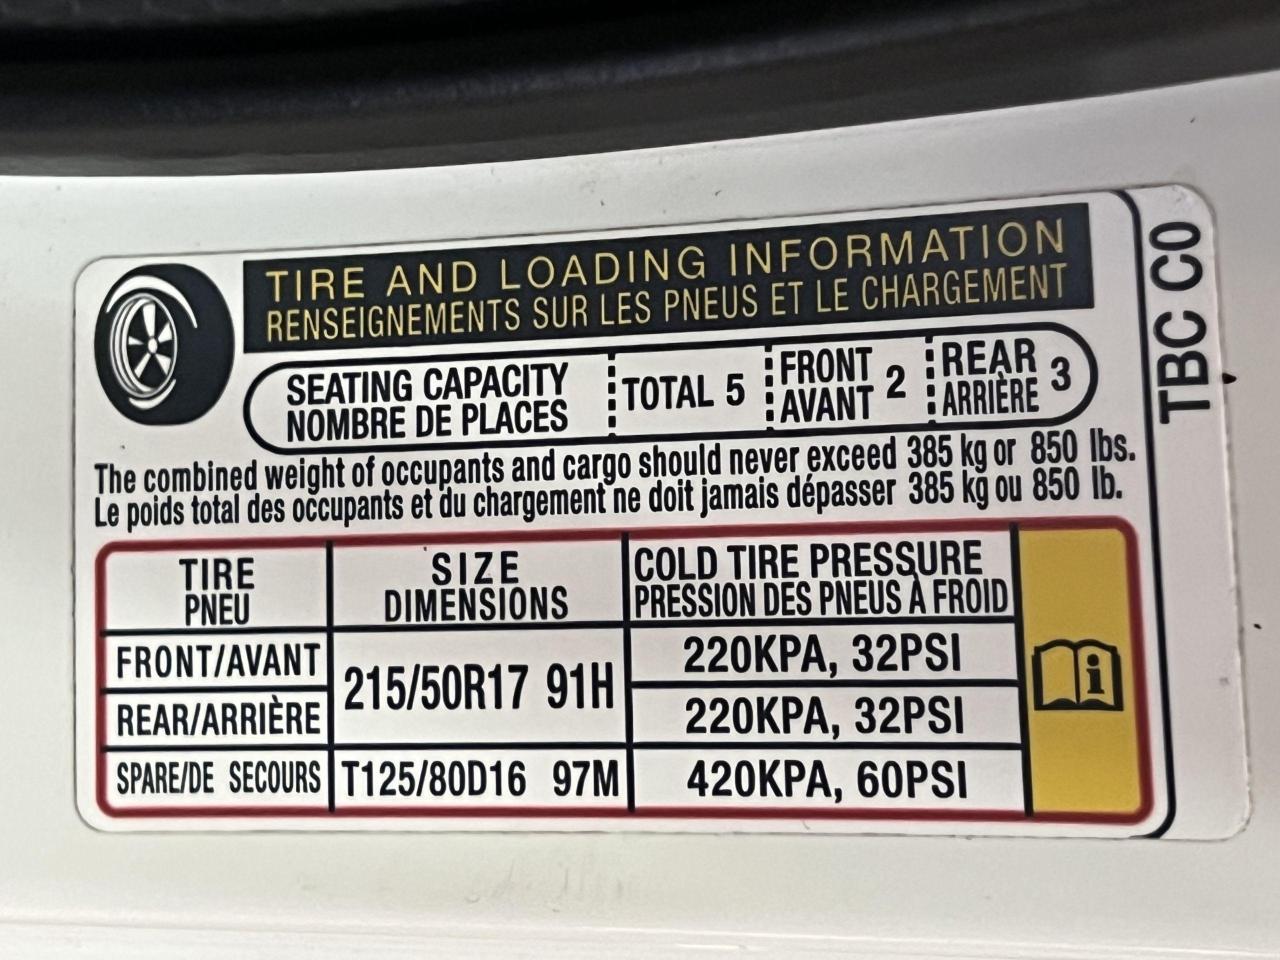 TIRE AND LOADING INFORMATION
RENSEIGNEMENTS SUR LES PNEUS ET LE CHARGEMENT
SEATING CAPACITY
NOMBRE DE PLACES
TOTAL 5
FRONT
AVANT 2
REAR
ARRIÈRE 3
The combined weight of occupants and cargo should never exceed 385 kg or 850 lbs.
Le poids total des occupants et du chargement ne doit jamais dépasser 385 kg ou 850 lb.
TIRE
PNEU
SIZE
DIMENSIONS
COLD TIRE PRESSURE
PRESSION DES PNEUS À FROID
FRONT/AVANT
215/50R17 91H
220KPA, 32PSI
REAR/ARRIÈRE
220KPA, 32PSI
SPARE/DE SECOURS
T125/80D16 97M
420KPA, 60PSI
TBC C0